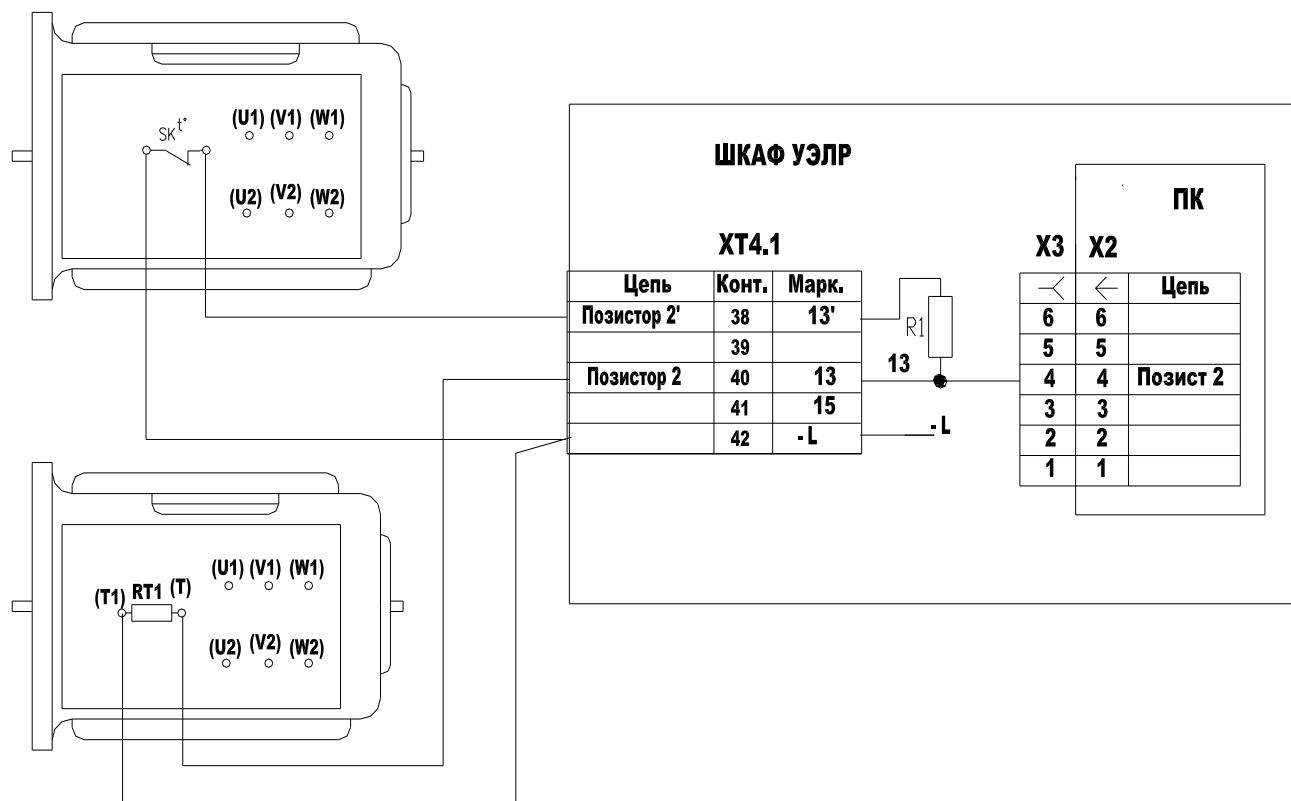 SK t°
(U1) (V1) (W1)
(U2) (V2) (W2)
ШКАФ УЭЛР
ПК
XT4.1
X3 X2
Цепь Конт. Марк.
Цепь
Позистор 2' 38 13'
39
Позистор 2 40 13
41 15
42 - L
R1
13
- L
6 6
5 5
4 4 Позист 2
3 3
2 2
1 1
(T1) RT1 (T)
(U1) (V1) (W1)
(U2) (V2) (W2)